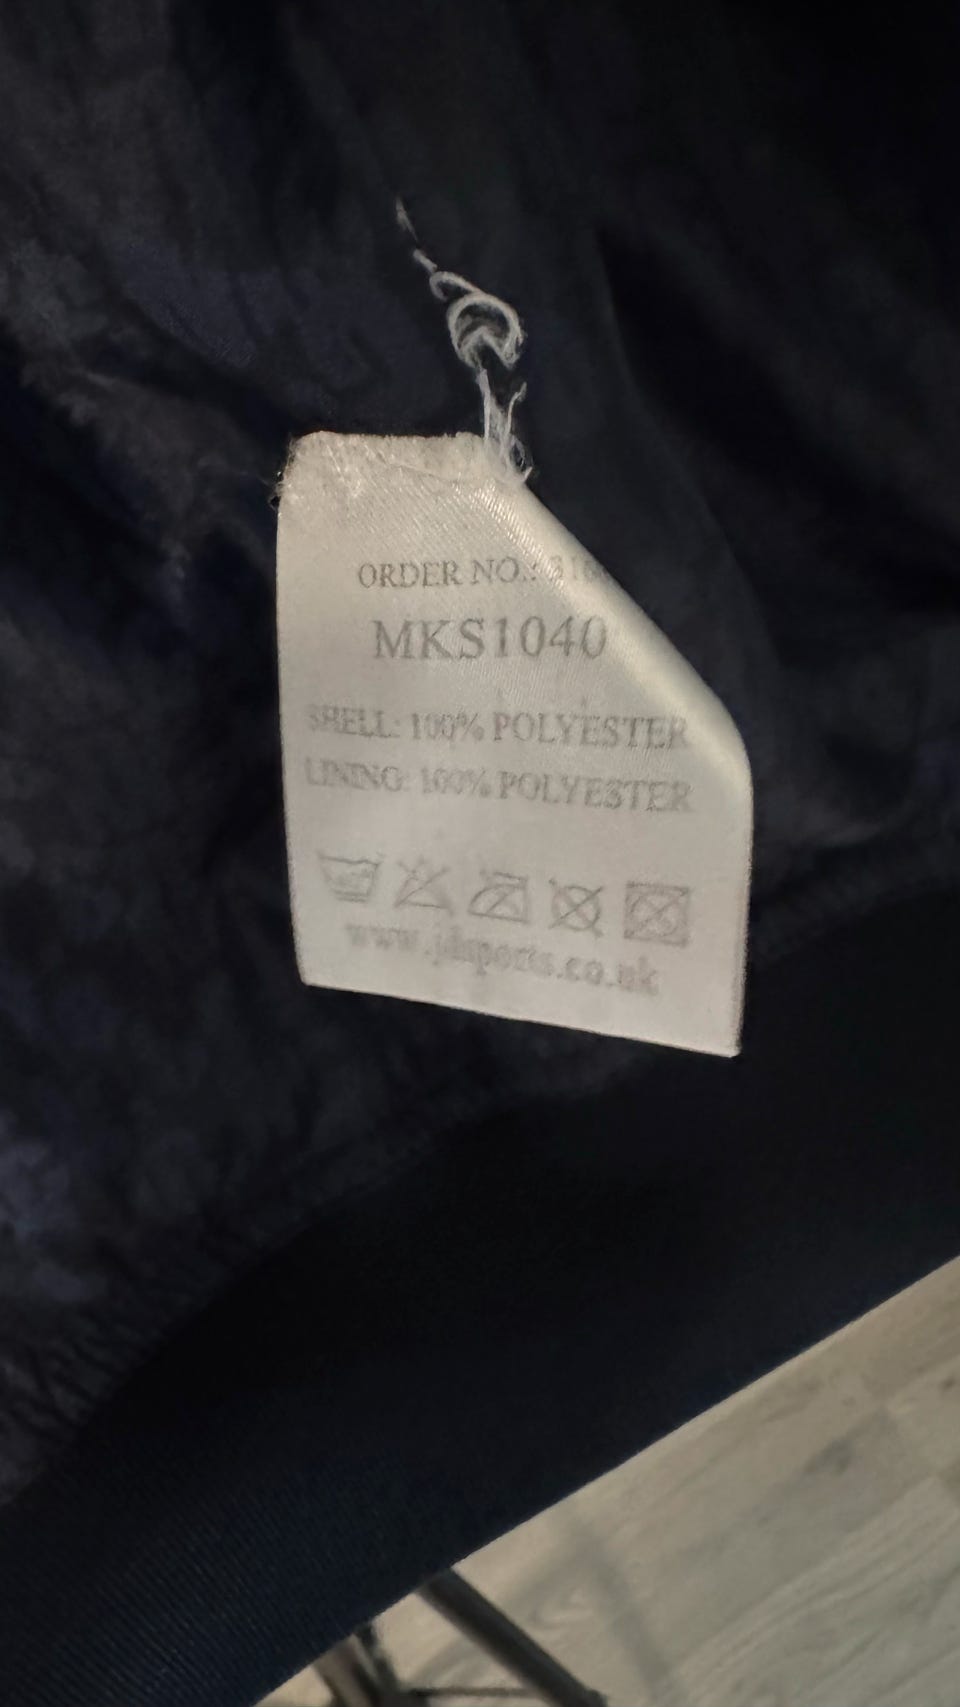 ORDER NO.: 
MKS1040
SHELL: 100% POLYESTER
LINING: 100% POLYESTER
www.jdsports.co.uk